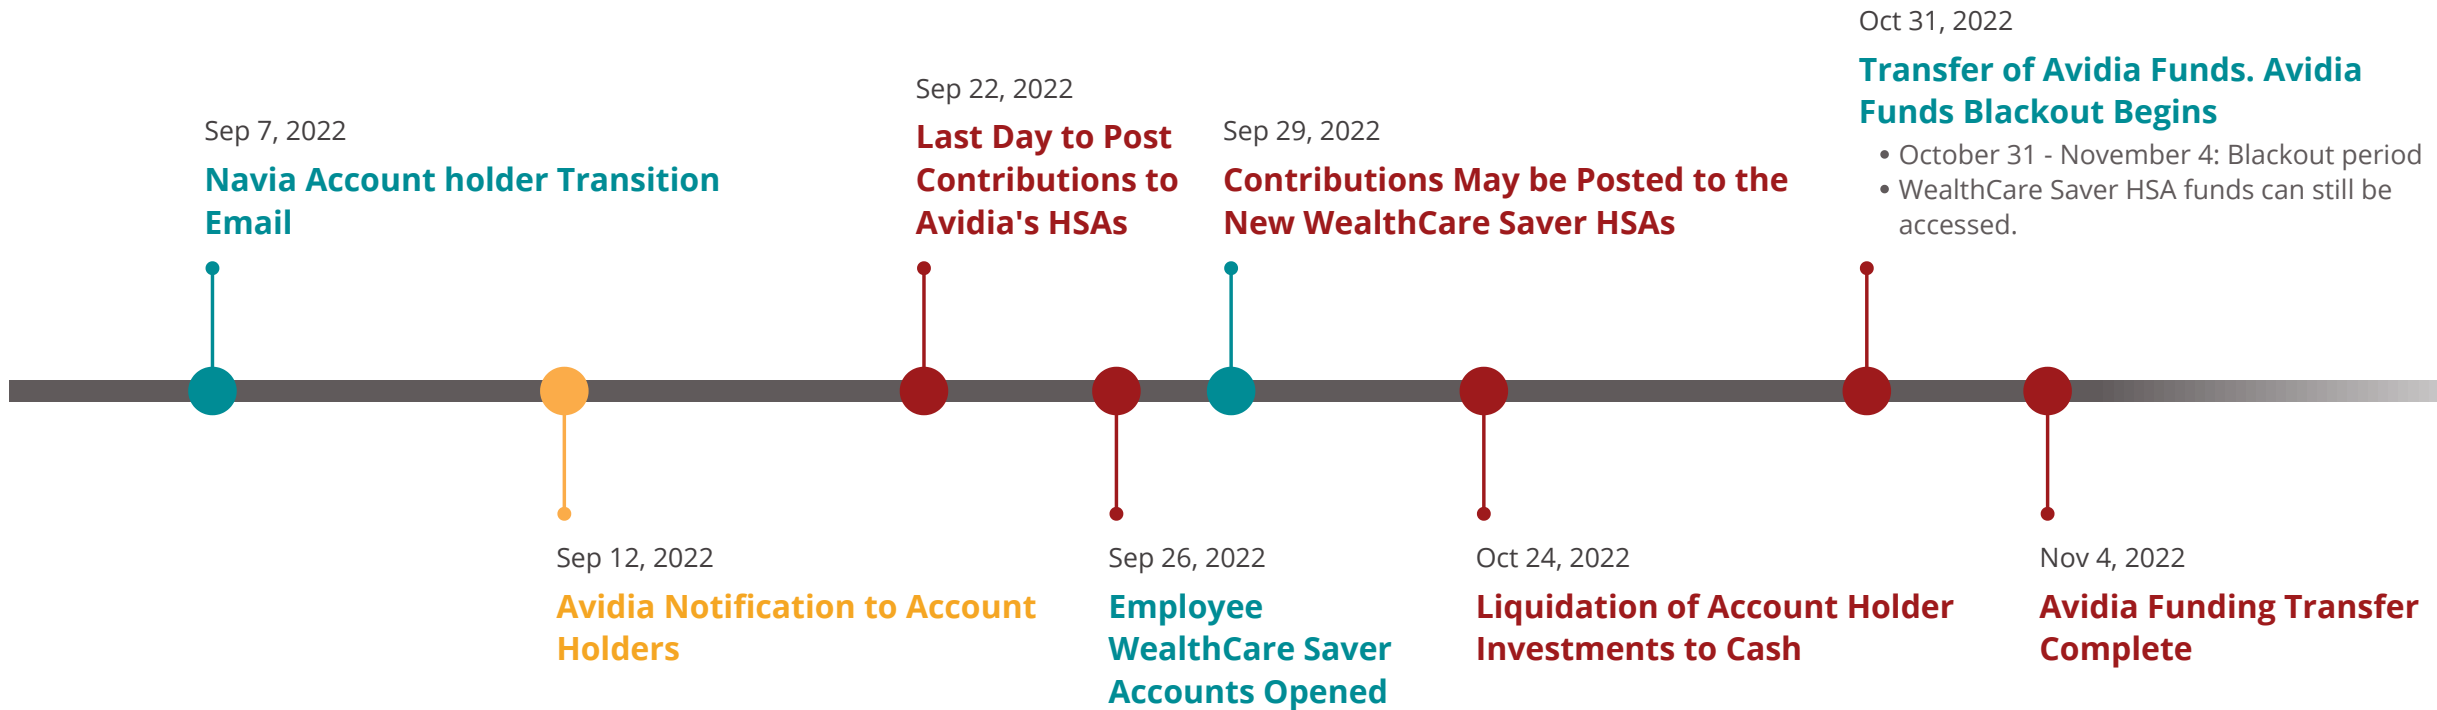 Sep 7, 2022
Navia Account holder Transition
Email
Sep 12, 2022
Avidia Notification to Account
Holders
Sep 22, 2022
Last Day to Post
Contributions to
Avidia's HSAs
Sep 26, 2022
Employee
WealthCare Saver
Accounts Opened
Sep 29, 2022
Contributions May be Posted to the
New WealthCare Saver HSAs
Oct 24, 2022
Liquidation of Account Holder
Investments to Cash
Oct 31, 2022
Transfer of Avidia Funds. Avidia
Funds Blackout Begins
• October 31 - November 4: Blackout period
• WealthCare Saver HSA funds can still be
accessed.
Nov 4, 2022
Avidia Funding Transfer
Complete